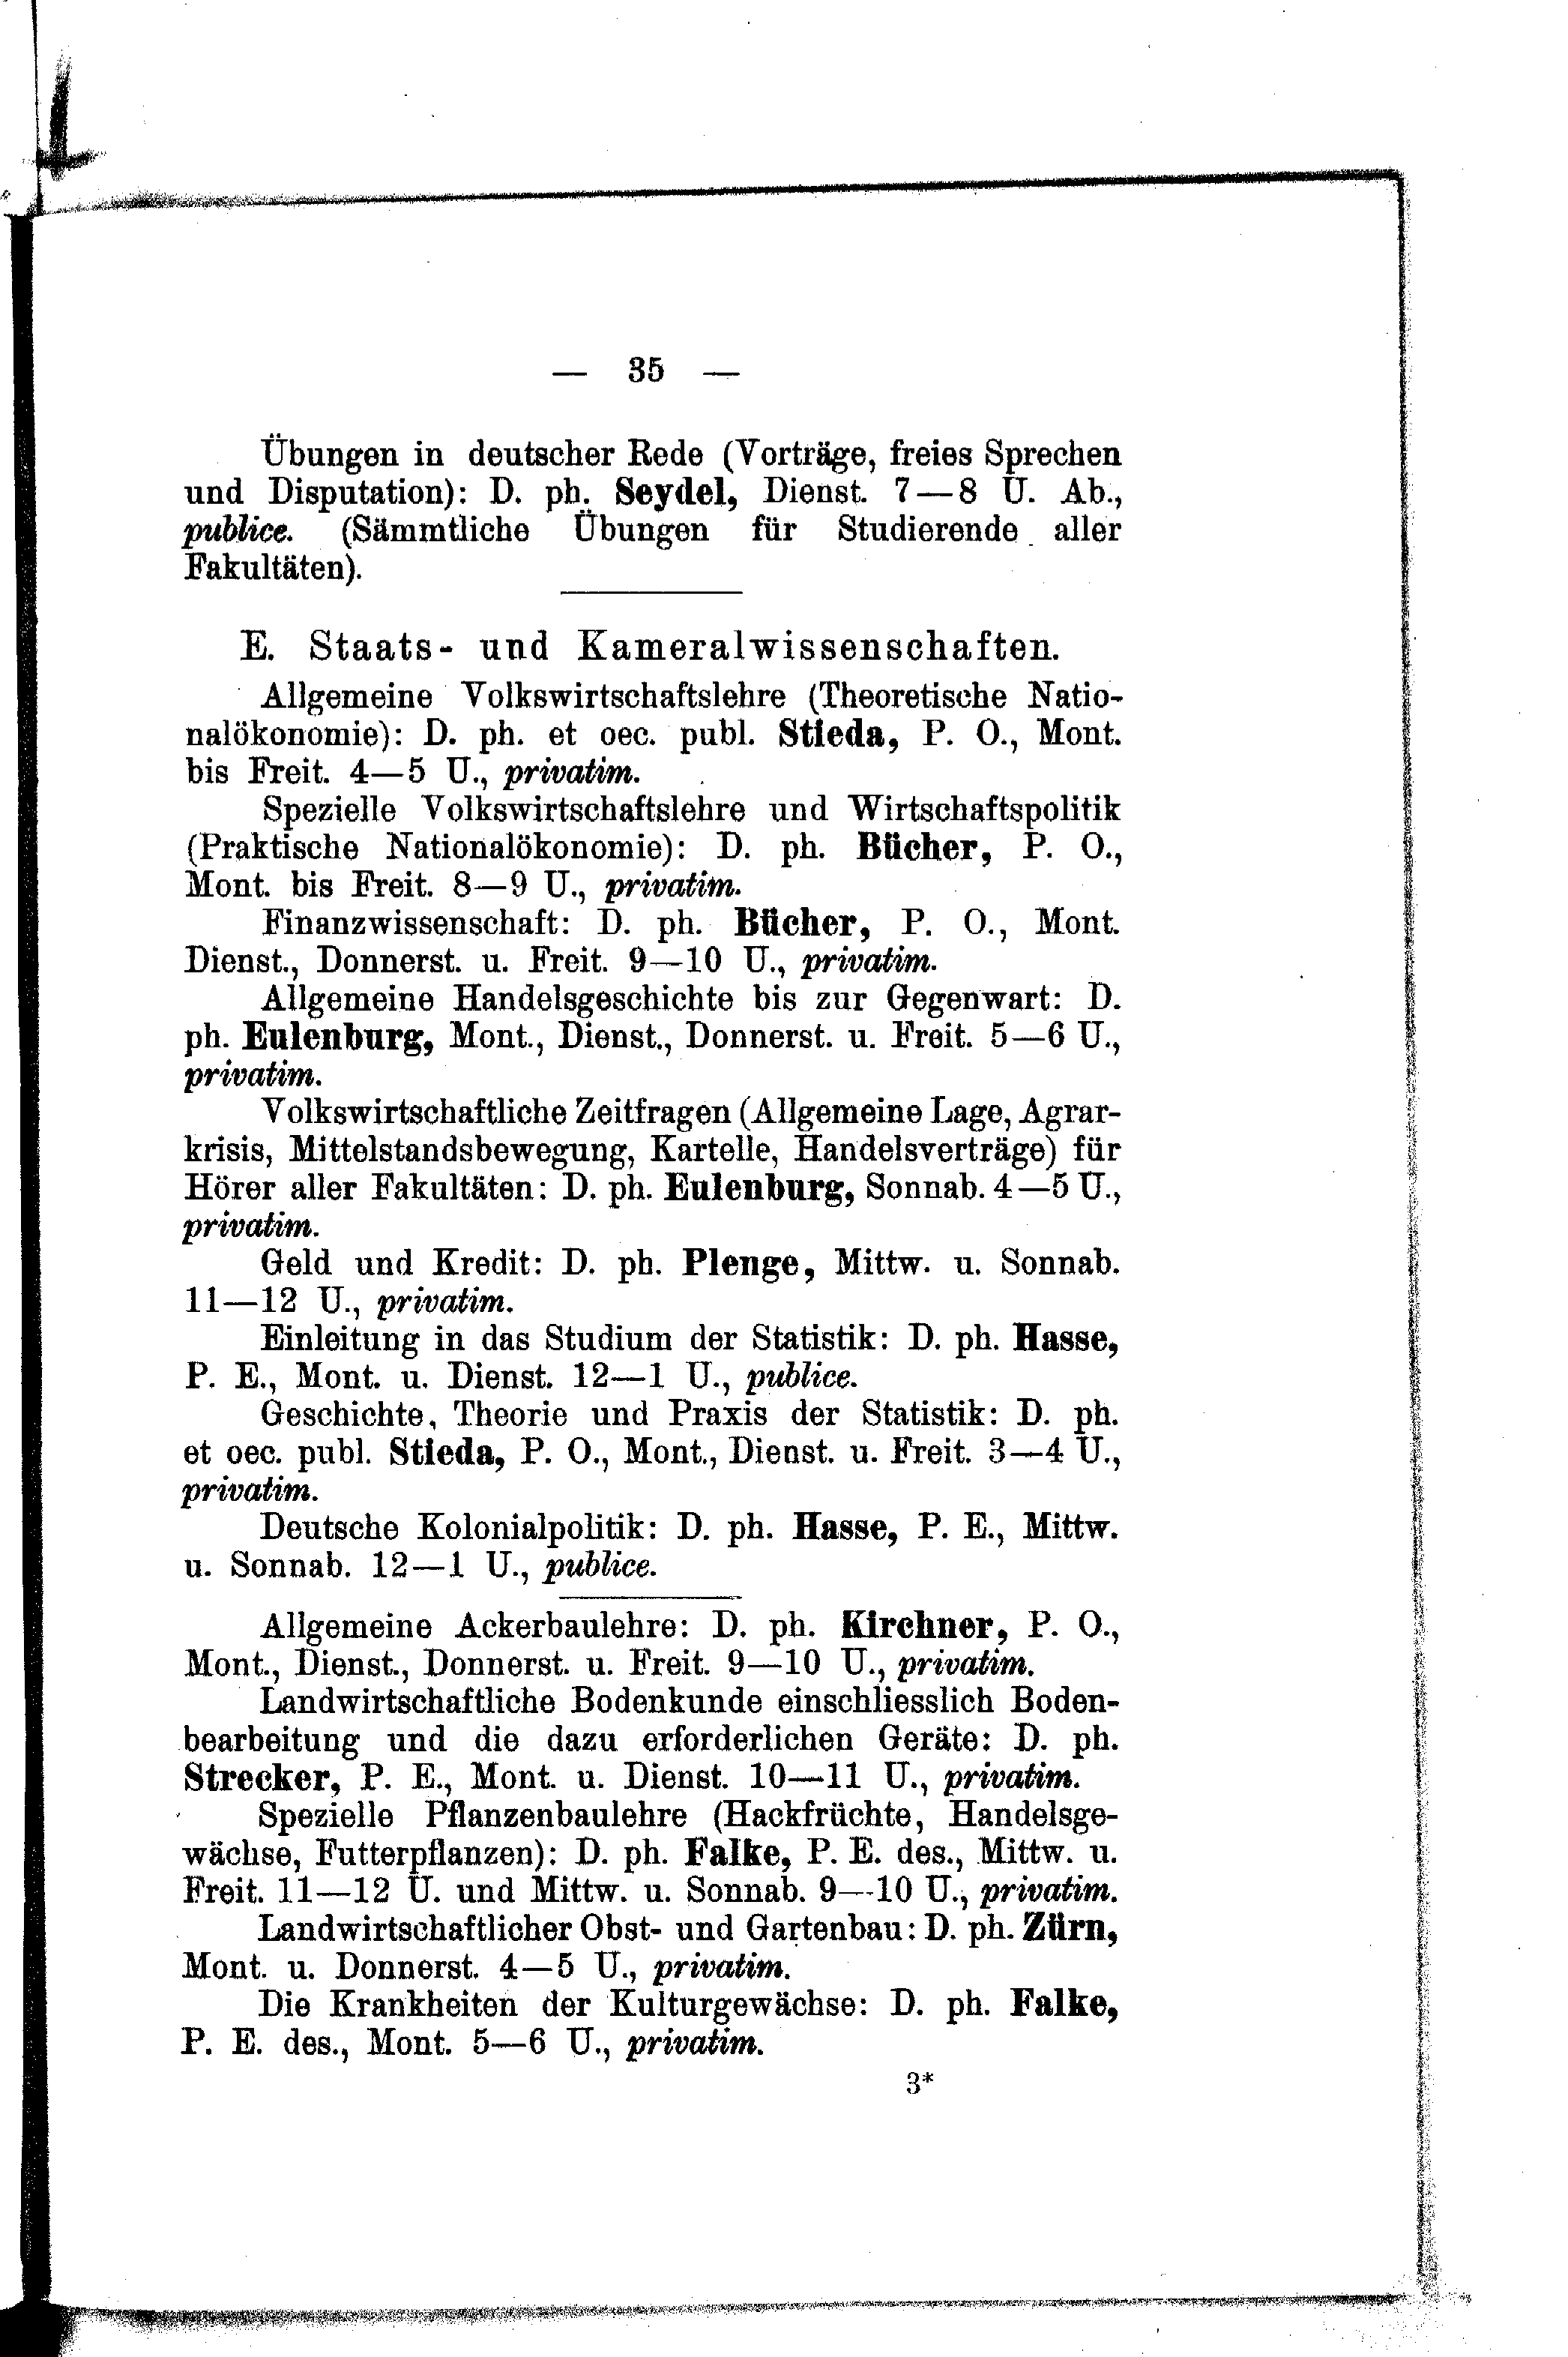 — 35 —
Übungen in deutscher Rede (Vorträge, freies Sprechen
und Disputation): D. ph. Seydel, Dienst. 7—8 U. Ab.,
publice. (Sämmtliche Übungen für Studierende aller
Fakultäten).
E. Staats- und Kameralwissenschaften.
Allgemeine Volkswirtschaftslehre (Theoretische Natio-
nalökonomie): D. ph. et oec. publ. Stieda, P. O., Mont.
bis Freit. 4—5 U., privatim.
Spezielle Volkswirtschaftslehre und Wirtschaftspolitik
(Praktische Nationalökonomie): D. ph. Bücher, P. O.,
Mont. bis Freit. 8—9 U., privatim.
Finanzwissenschaft: D. ph. Bücher, P. O., Mont.
Dienst., Donnerst. u. Freit. 9—10 U., privatim.
Allgemeine Handelsgeschichte bis zur Gegenwart: D.
ph. Eulenburg, Mont., Dienst., Donnerst. u. Freit. 5—6 U.,
privatim.
Volkswirtschaftliche Zeitfragen (Allgemeine Lage, Agrar-
krisis, Mittelstandsbewegung, Kartelle, Handelsverträge) für
Hörer aller Fakultäten: D. ph. Eulenburg, Sonnab. 4—5 U.,
privatim.
Geld und Kredit: D. ph. Plenge, Mittw. u. Sonnab.
11—12 U., privatim.
Einleitung in das Studium der Statistik: D. ph. Hasse,
P. E., Mont. u. Dienst. 12—1 U., publice.
Geschichte, Theorie und Praxis der Statistik: D. ph.
et oec. publ. Stieda, P. O., Mont., Dienst. u. Freit. 3—4 U.,
privatim.
Deutsche Kolonialpolitik: D. ph. Hasse, P. E., Mittw.
u. Sonnab. 12—1 U., publice.
Allgemeine Ackerbaulehre: D. ph. Kirchner, P. O.,
Mont., Dienst., Donnerst. u. Freit. 9—10 U., privatim.
Landwirtschaftliche Bodenkunde einschliesslich Boden-
bearbeitung und die dazu erforderlichen Geräte: D. ph.
Strecker, P. E., Mont. u. Dienst. 10—11 U., privatim.
Spezielle Pflanzenbaulehre (Hackfrüchte, Handelsge-
wächse, Futterpflanzen): D. ph. Falke, P. E. des., Mittw. u.
Freit. 11—12 U. und Mittw. u. Sonnab. 9—10 U., privatim.
Landwirtschaftlicher Obst- und Gartenbau: D. ph. Zürn,
Mont. u. Donnerst. 4—5 U., privatim.
Die Krankheiten der Kulturgewächse: D. ph. Falke,
P. E. des., Mont. 5—6 U., privatim.
3*